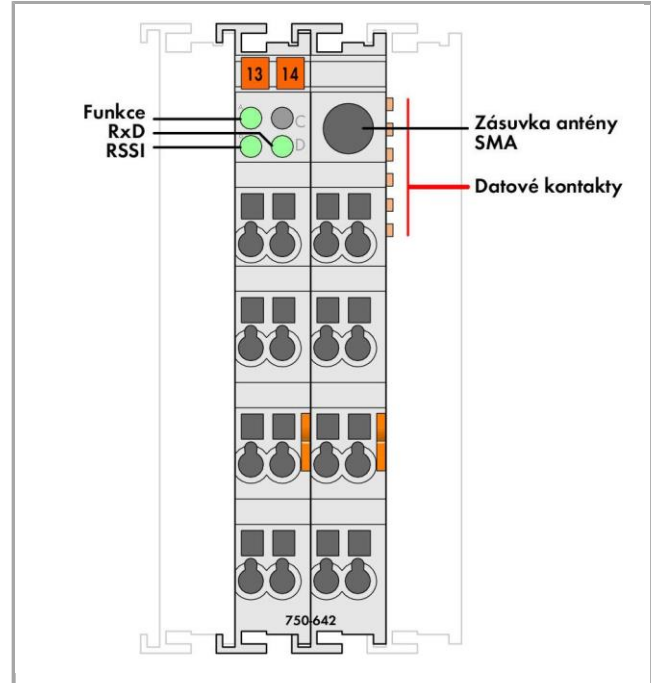 13 14
A C
D
Funkce
RxD
RSSI
Zásuvka antény
SMA
Datové kontakty
750-642